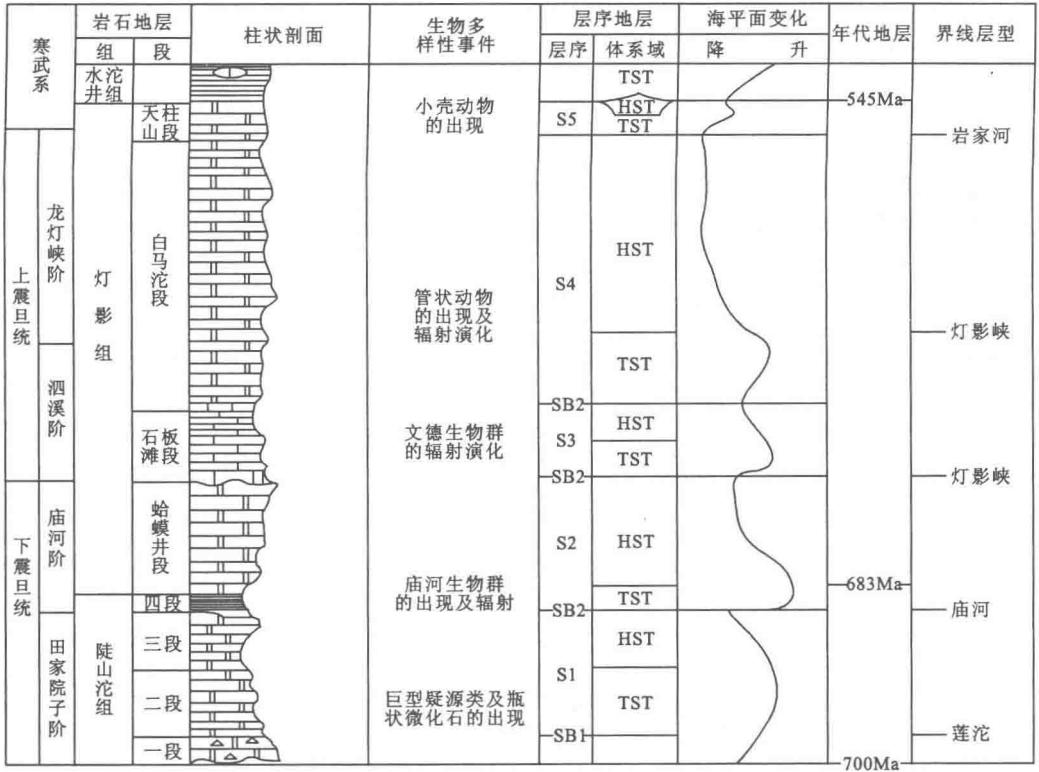 岩石地层
柱状剖面
生物多
样性事件
层序地层
海平面变化
年代地层
界线层型
组
段
层序
体系域
降
升
寒武系
水沱
井组
TST
545Ma
天柱
山段
小壳动物
的出现
S5
HST
TST
岩家河
上震旦统
龙灯峡阶
灯影组
白马沱段
管状动物
的出现及
辐射演化
S4
HST
灯影峡
TST
泗溪阶
SB2
石板
滩段
文德生物群
的辐射演化
S3
HST
TST
SB2
灯影峡
下震旦统
庙河阶
蛤蟆井段
S2
HST
683Ma
庙河生物群
的出现及辐射
TST
四段
SB2
庙河
田家院子阶
陡山沱组
三段
HST
S1
二段
巨型疑源类及瓶
状微化石的出现
TST
SB1
莲沱
一段
700Ma